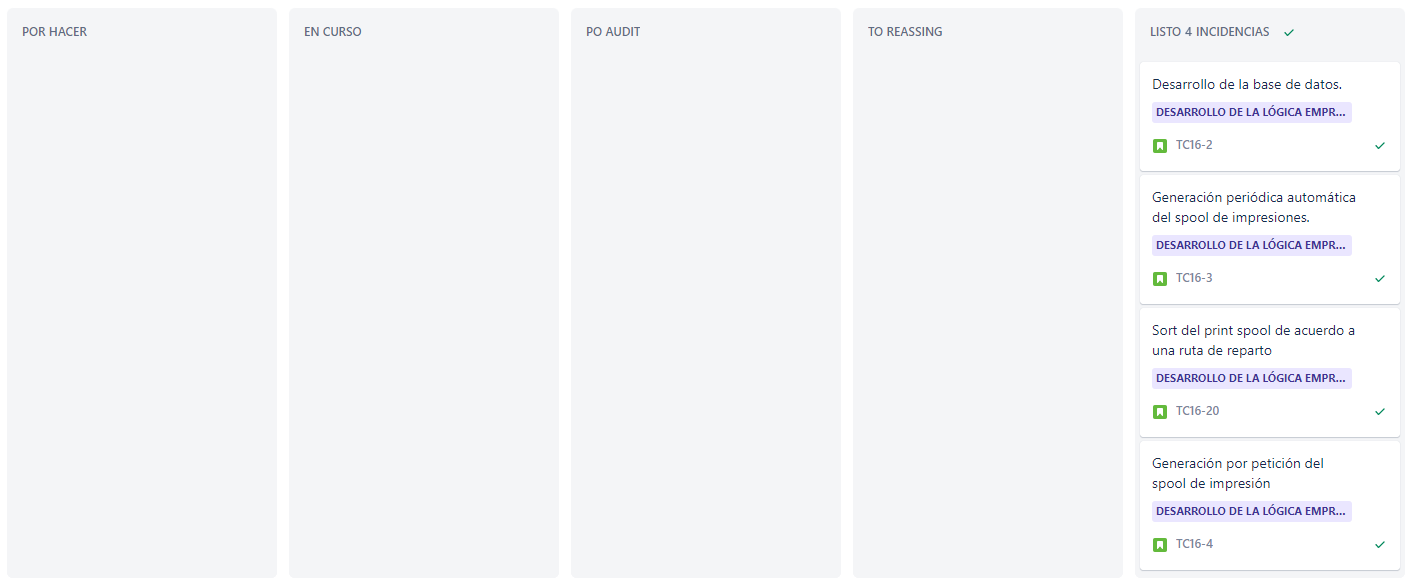 POR HACER
EN CURSO
PO AUDIT
TO REASSING
LISTO 4 INCIDENCIAS
Desarrollo de la base de datos.
DESARROLLO DE LA LÓGICA EMPR...
TC16-2
Generación periódica automática
del spool de impresiones.
DESARROLLO DE LA LÓGICA EMPR...
TC16-3
Sort del print spool de acuerdo a
una ruta de reparto
DESARROLLO DE LA LÓGICA EMPR...
TC16-20
Generación por petición del
spool de impresión
DESARROLLO DE LA LÓGICA EMPR...
TC16-4